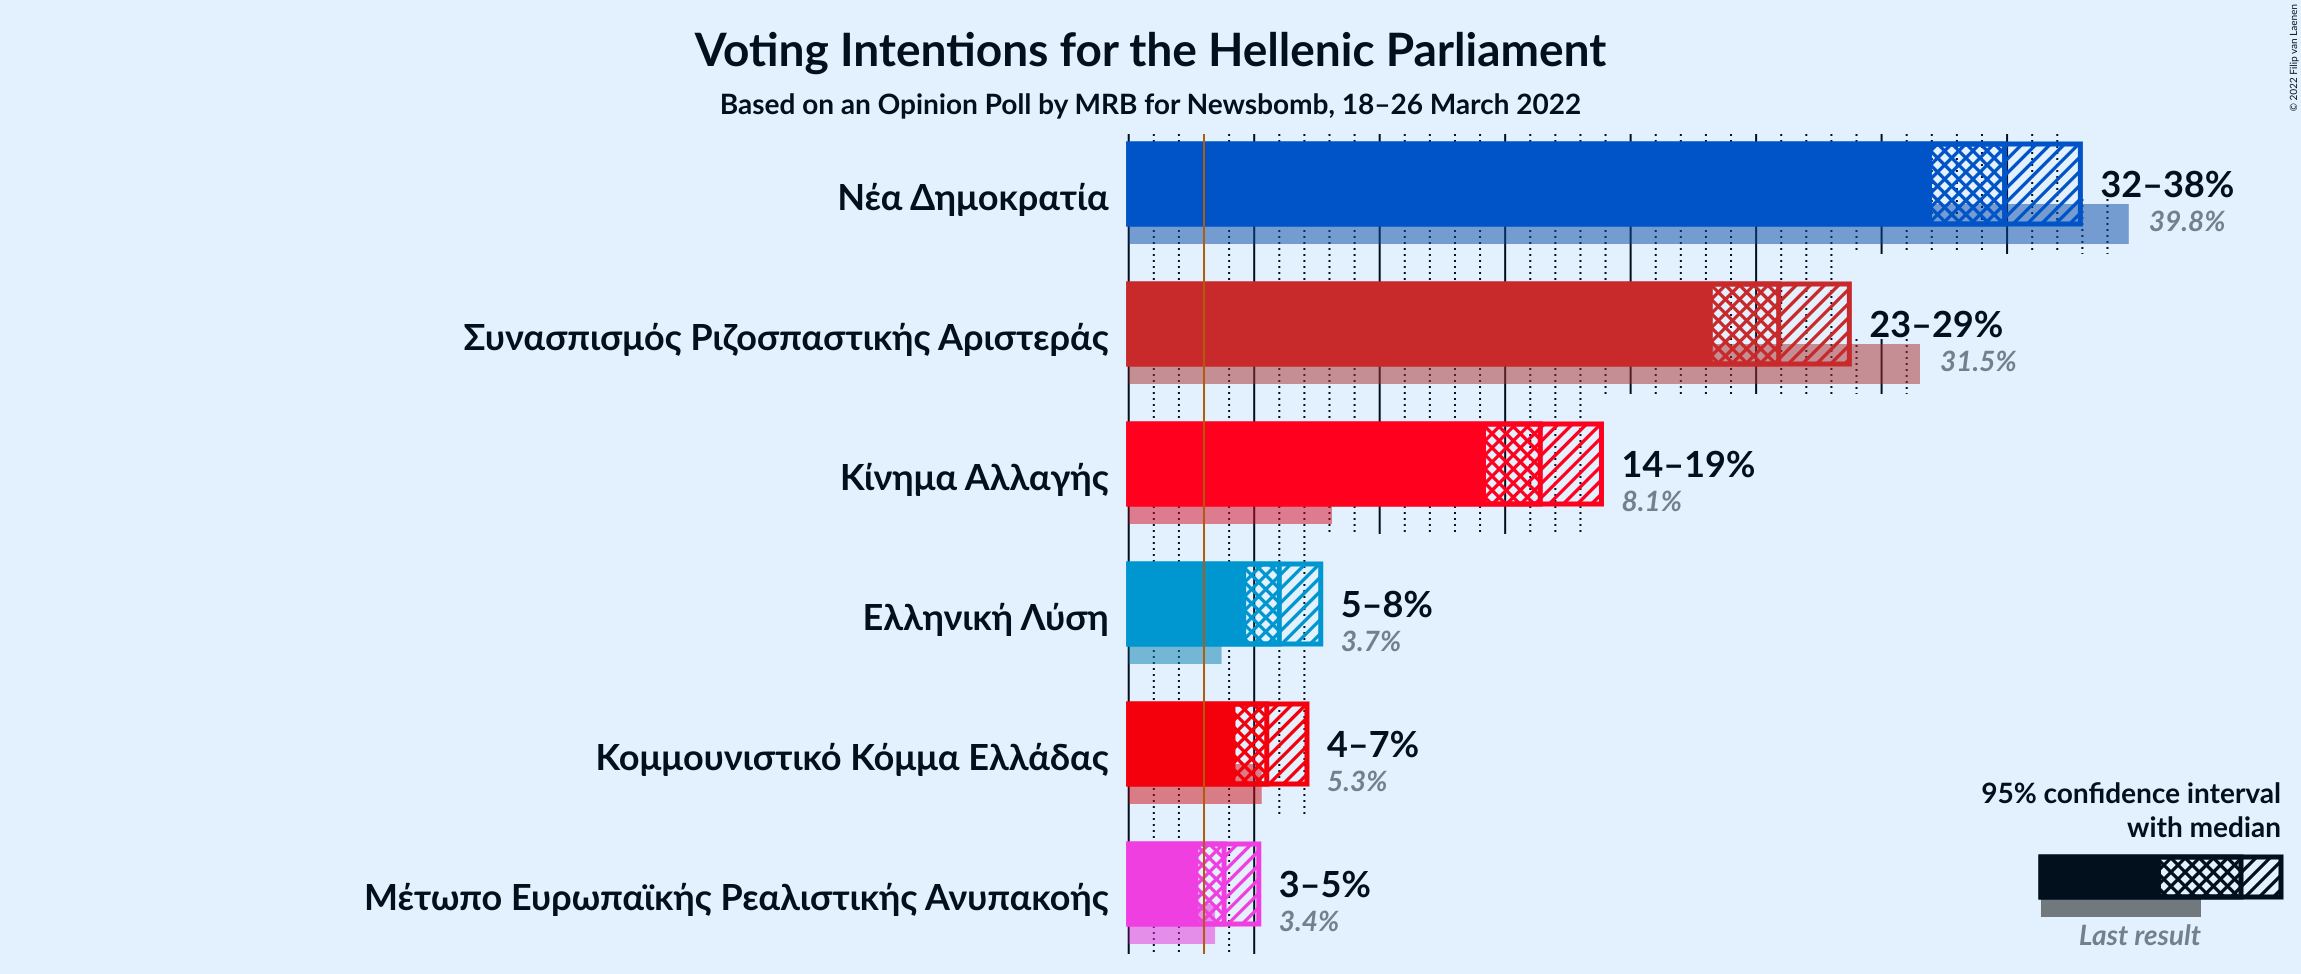 Voting Intentions for the Hellenic Parliament
Based on an Opinion Poll by MRB for Newsbomb, 18–26 March 2022
© 2022 Filip van Laenen
Νέα Δημοκρατία
32–38%
39.8%
Συνασπισμός Ριζοσπαστικής Αριστεράς
23–29%
31.5%
Κίνημα Αλλαγής
14–19%
8.1%
Ελληνική Λύση
5–8%
3.7%
Κομμουνιστικό Κόμμα Ελλάδας
4–7%
5.3%
Μέτωπο Ευρωπαϊκής Ρεαλιστικής Ανυπακοής
3–5%
3.4%
95% confidence interval
with median
Last result